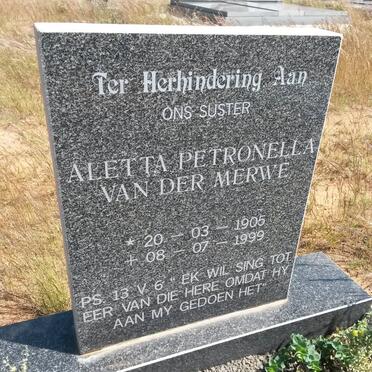 Ter Herhindering Aan
ONS SUSTER
ALETTA PETRONELLA
VAN DER MERWE
* 20 – 03 – 1905
+ 08 – 07 – 1999
PS. 13 V 6 " EK WIL SING TOT
EER VAN DIE HERE OMDAT HY
AAN MY GEDOEN HET"